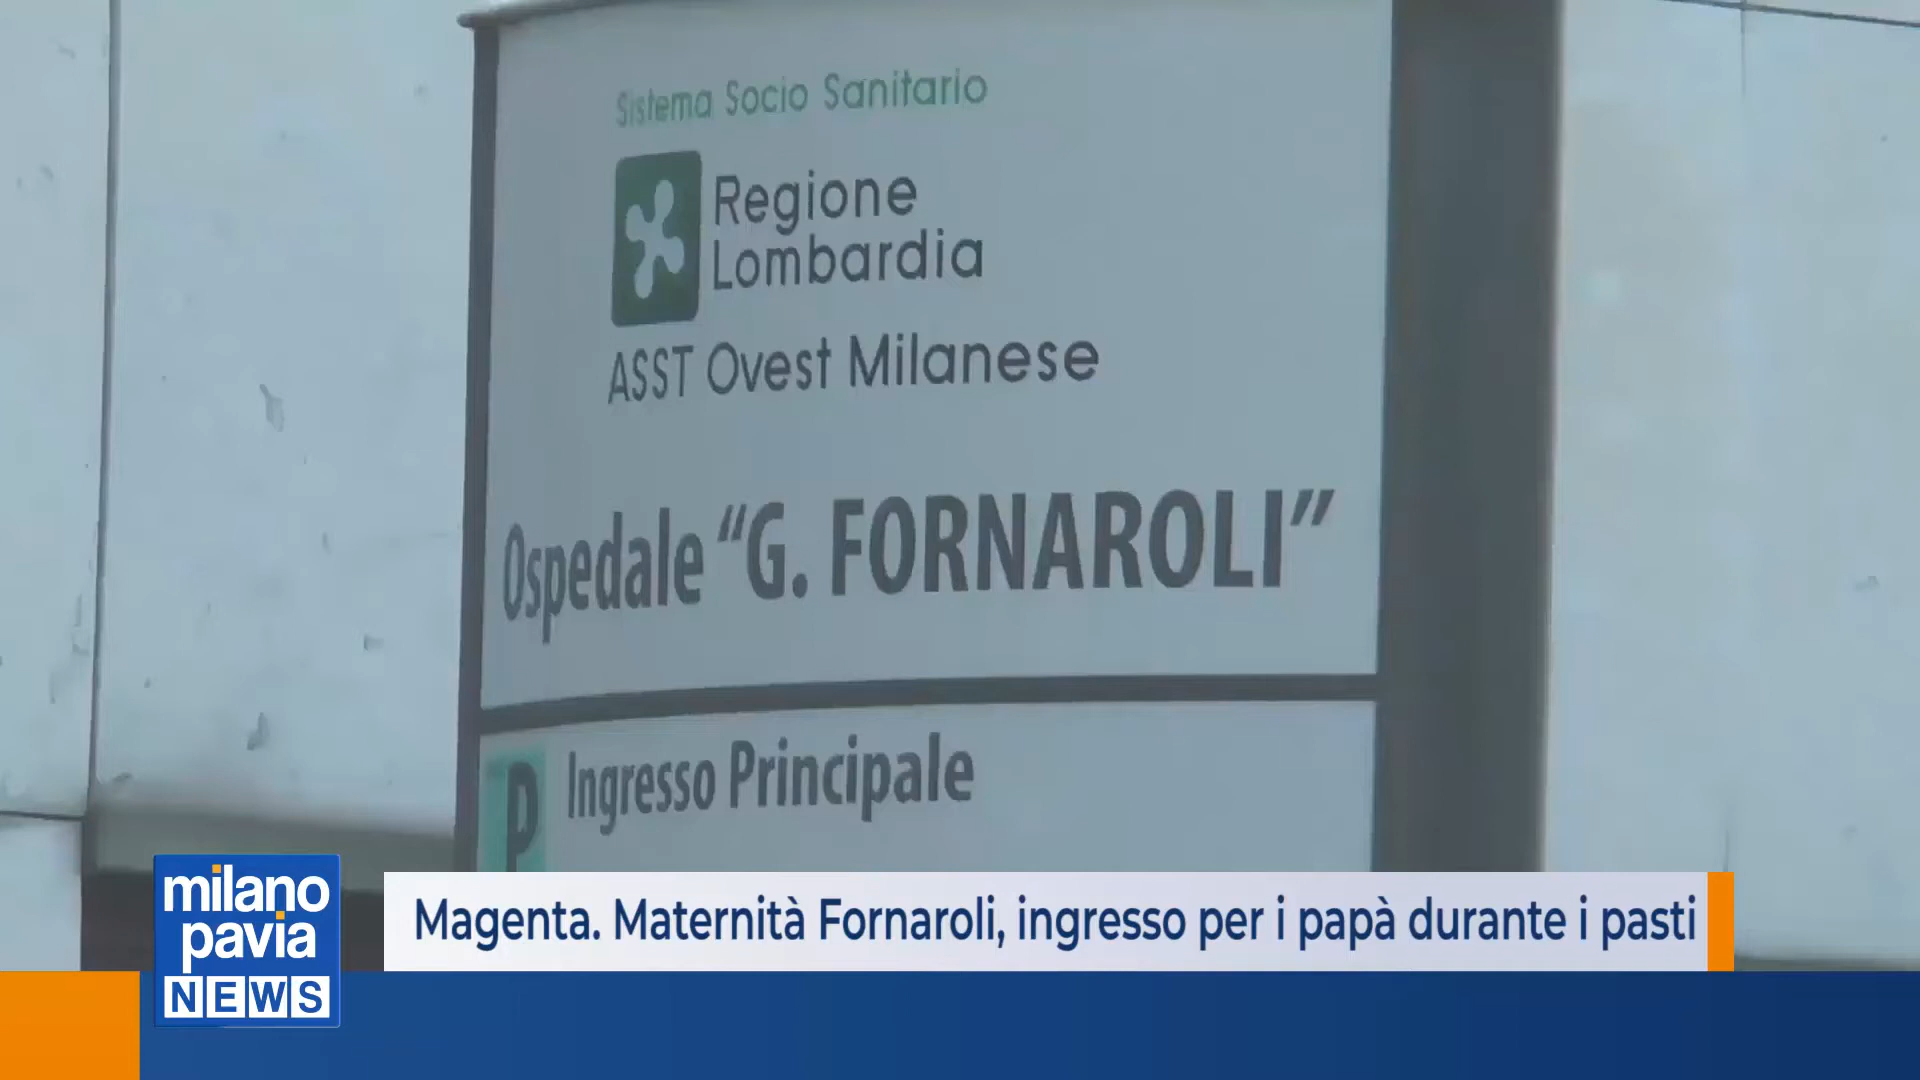 Sistema Socio Sanitario
Regione
Lombardia
ASST Ovest Milanese
Ospedale “G. FORNAROLI”
P Ingresso Principale
milano
pavia
NEWS
Magenta. Maternità Fornaroli, ingresso per i papà durante i pasti